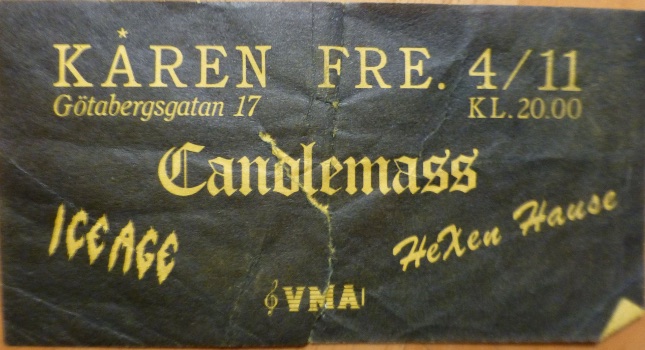 KÅREN FRE. 4/11
Götabergsgatan 17 KL. 20.00
Candlemass
ICE AGE HeXen Hause
VMA